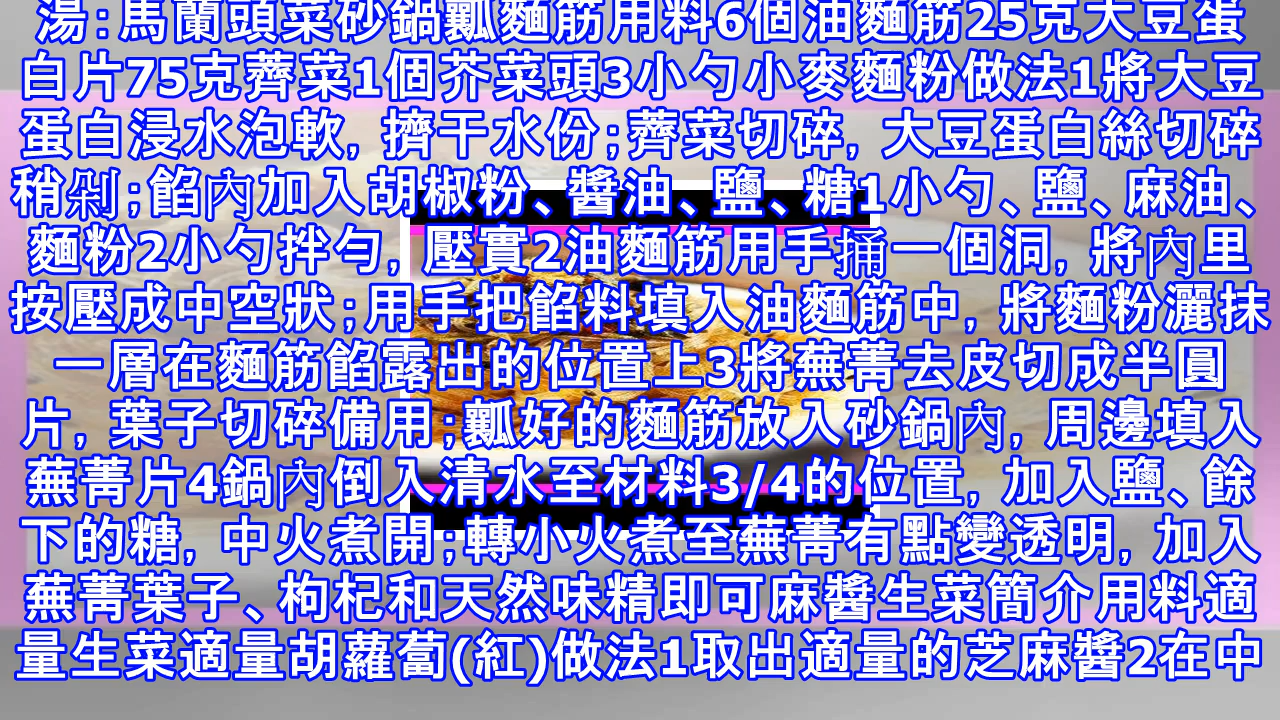 湯:馬蘭頭菜砂鍋瓤麵筋用料6個油麵筋25克大豆蛋
白片75克薺菜1個芥菜頭3小勺小麥麵粉做法1將大豆
蛋白浸水泡軟,擠干水份;薺菜切碎,大豆蛋白絲切碎
稍剁;餡內加入胡椒粉、醬油、鹽、糖1小勺、鹽、麻油、
麵粉2小勺拌勻,壓實2油麵筋用手捅一個洞,將內里
按壓成中空狀;用手把餡料填入油麵筋中,將麵粉灑抹
一層在麵筋餡露出的位置上3將蕪菁去皮切成半圓
片,葉子切碎備用;瓤好的麵筋放入砂鍋內,周邊填入
蕪菁片4鍋內倒入清水至材料3/4的位置,加入鹽、餘
下的糖,中火煮開;轉小火煮至蕪菁有點變透明,加入
蕪菁葉子、枸杞和天然味精即可麻醬生菜簡介用料適
量生菜適量胡蘿蔔(紅)做法1取出適量的芝麻醬2在中